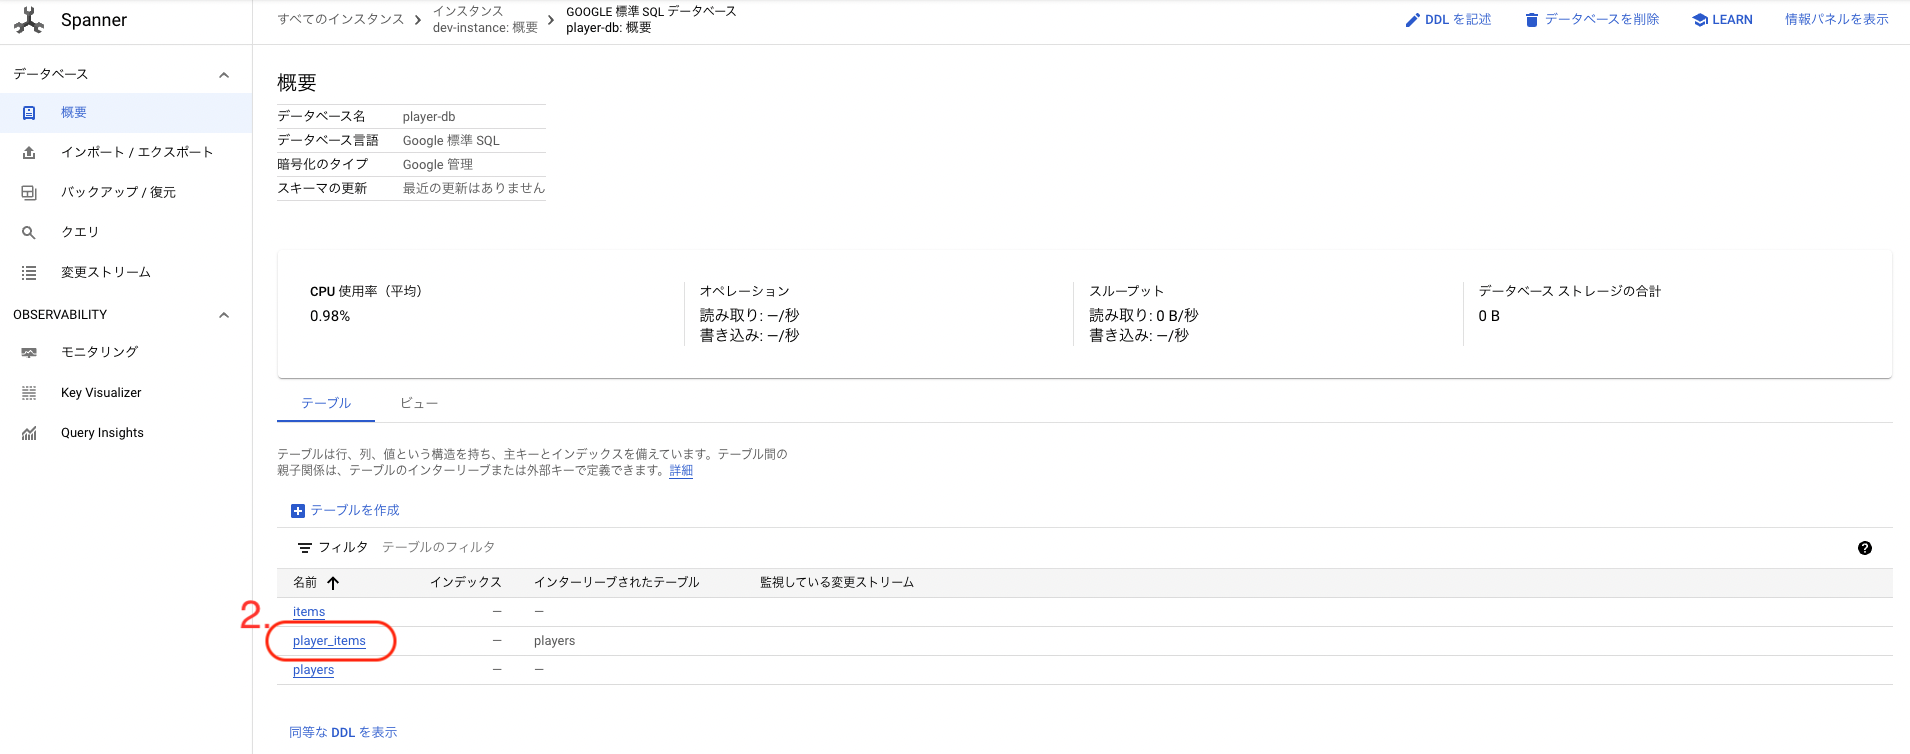 Spanner
すべてのインスタンス
インスタンス
dev-instance: 概要
GOOGLE 標準 SQL データベース
player-db: 概要
DDL を記述
データベースを削除
LEARN
情報パネルを表示
データベース
概要
インポート / エクスポート
バックアップ / 復元
クエリ
変更ストリーム
OBSERVABILITY
モニタリング
Key Visualizer
Query Insights
概要
データベース名 player-db
データベース言語 Google 標準 SQL
暗号化のタイプ Google 管理
スキーマの更新 最近の更新はありません
CPU 使用率（平均）
0.98%
オペレーション
読み取り: —/秒
書き込み: —/秒
スループット
読み取り: 0 B/秒
書き込み: —/秒
データベース ストレージの合計
0 B
テーブル ビュー
テーブルは行、列、値という構造を持ち、主キーとインデックスを備えています。テーブル間の
親子関係は、テーブルのインターリーブまたは外部キーで定義できます。詳細
テーブルを作成
フィルタ テーブルのフィルタ
名前 インデックス インターリーブされたテーブル 監視している変更ストリーム
items — —
2.
player_items — players
players — —
同等な DDL を表示